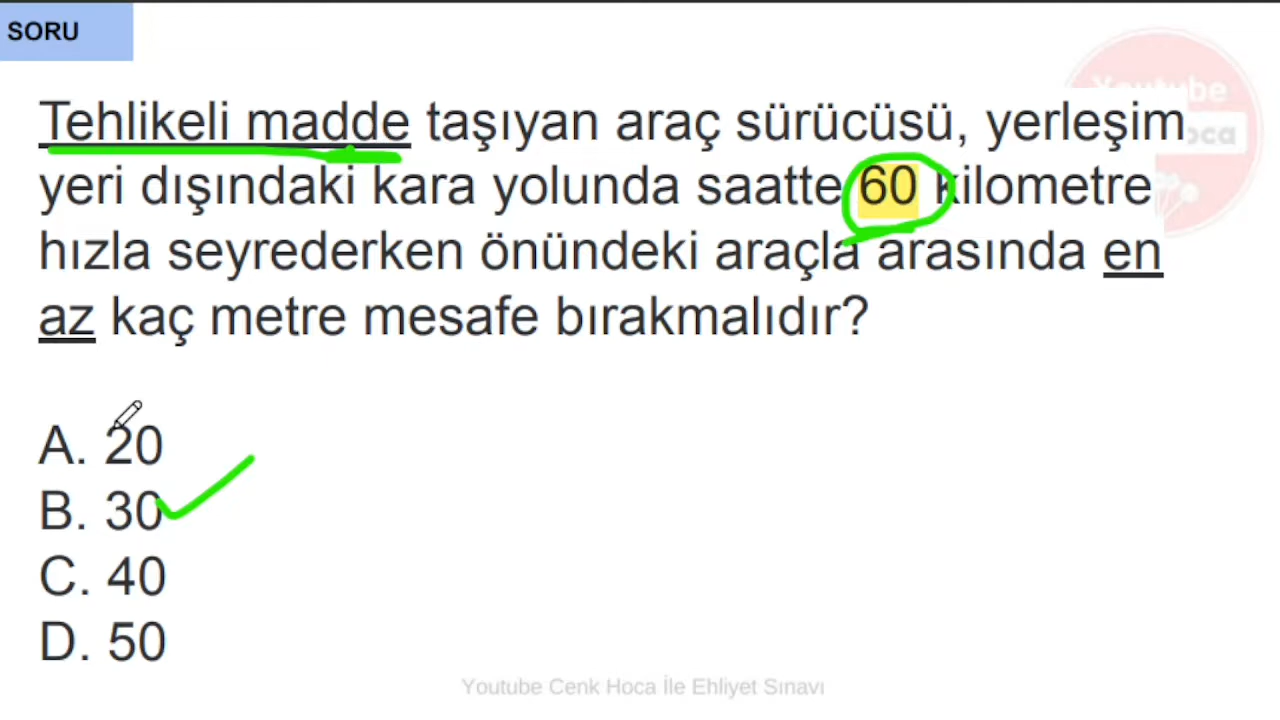 SORU
Tehlikeli madde taşıyan araç sürücüsü, yerleşim
yeri dışındaki kara yolunda saatte 60 kilometre
hızla seyrederken önündeki araçla arasında en
az kaç metre mesafe bırakmalıdır?
A. 20
B. 30
C. 40
D. 50
Youtube Cenk Hoca İle Ehliyet Sınavı